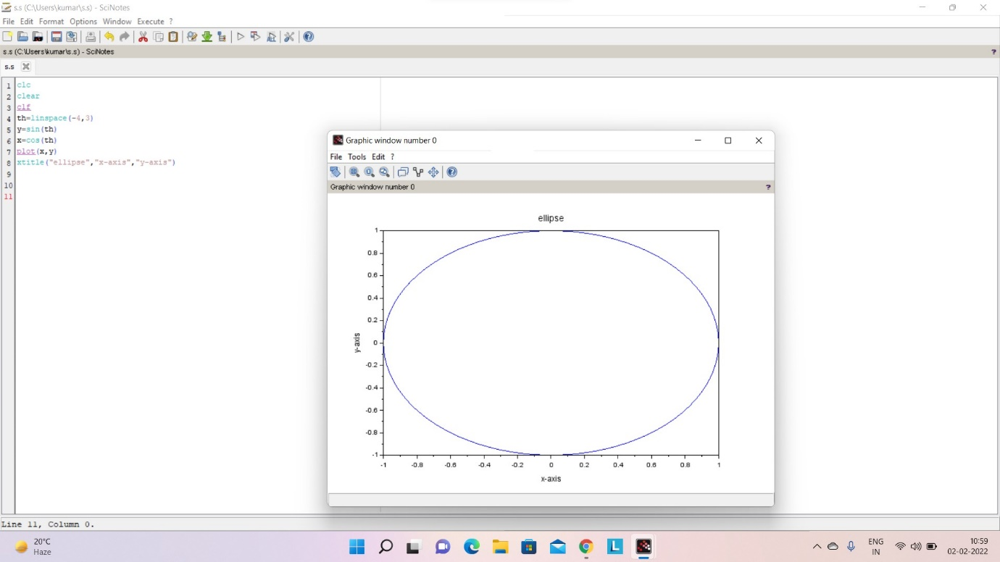 s.s (C:\Users\kumar\s.s) - SciNotes
File Edit Format Options Window Execute ?
s.s (C:\Users\kumar\s.s) - SciNotes ?
s.s
1 clc
2 clear
3 clf
4 th=linspace(-4,3)
5 y=sin(th)
6 x=cos(th)
7 plot(x,y)
8 xtitle("ellipse","x-axis","y-axis")
9
10
11
Graphic window number 0
File Tools Edit ?
Graphic window number 0 ?
ellipse
1
0.8
0.6
0.4
0.2
0
-0.2
-0.4
-0.6
-0.8
-1
y-axis
-1 -0.8 -0.6 -0.4 -0.2 0 0.2 0.4 0.6 0.8 1
x-axis
Line 11, Column 0.
20°C
Haze
L
ENG
IN
10:59
02-02-2022